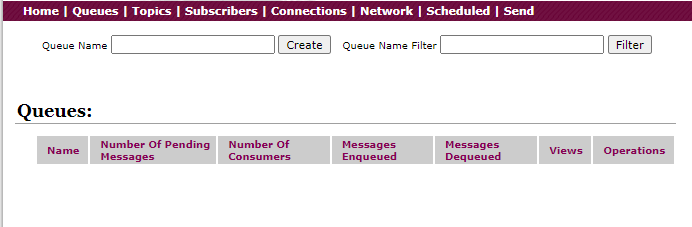 Home | Queues | Topics | Subscribers | Connections | Network | Scheduled | Send
Queue Name Create Queue Name Filter Filter
Queues:
Name Number Of Pending Messages Number Of Consumers Messages Enqueued Messages Dequeued Views Operations